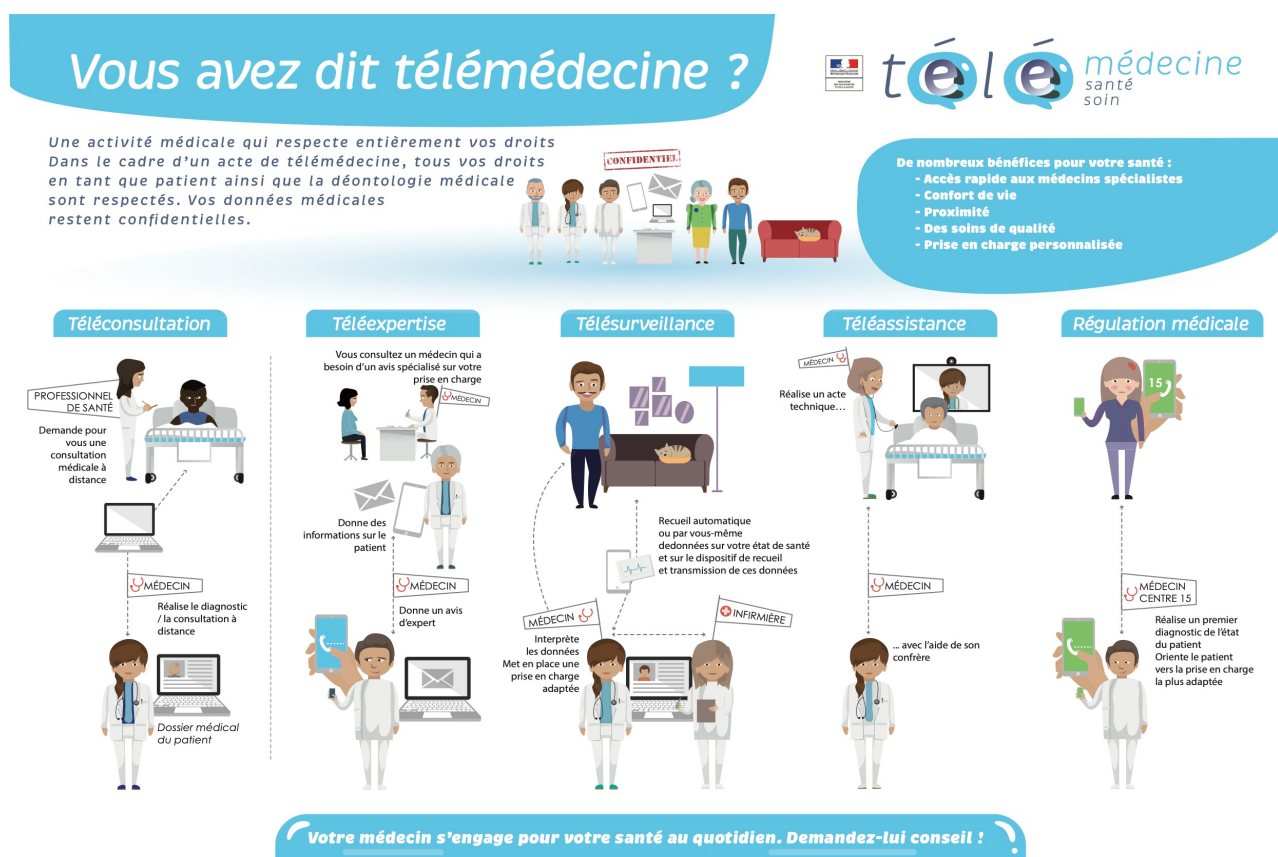 Vous avez dit télémédecine ?
télé médecine
santé
soin
Une activité médicale qui respecte entièrement vos droits
Dans le cadre d'un acte de télémédecine, tous vos droits
en tant que patient ainsi que la déontologie médicale
sont respectés. Vos données médicales
restent confidentielles.
CONFIDENTIEL
De nombreux bénéfices pour votre santé :
- Accès rapide aux médecins spécialistes
- Confort de vie
- Proximité
- Des soins de qualité
- Prise en charge personnalisée
Téléconsultation
PROFESSIONNEL
DE SANTÉ
Demande pour
vous une
consultation
médicale à
distance
MÉDECIN
Réalise le diagnostic
/ la consultation à
distance
Dossier médical
du patient
Téléexpertise
Vous consultez un médecin qui a
besoin d'un avis spécialisé sur votre
prise en charge
MÉDECIN
Donne des
informations sur le
patient
MÉDECIN
Donne un avis
d'expert
Télésurveillance
Recueil automatique
ou par vous-même
dedonnées sur votre état de santé
et sur le dispositif de recueil
et transmission de ces données
MÉDECIN
Interprète
les données
Met en place une
prise en charge
adaptée
INFIRMIÈRE
Téléassistance
MÉDECIN
Réalise un acte
technique...
MÉDECIN
... avec l'aide de son
confrère
Régulation médicale
15
MÉDECIN
CENTRE 15
Réalise un premier
diagnostic de l'état
du patient
Oriente le patient
vers la prise en charge
la plus adaptée
Votre médecin s'engage pour votre santé au quotidien. Demandez-lui conseil !